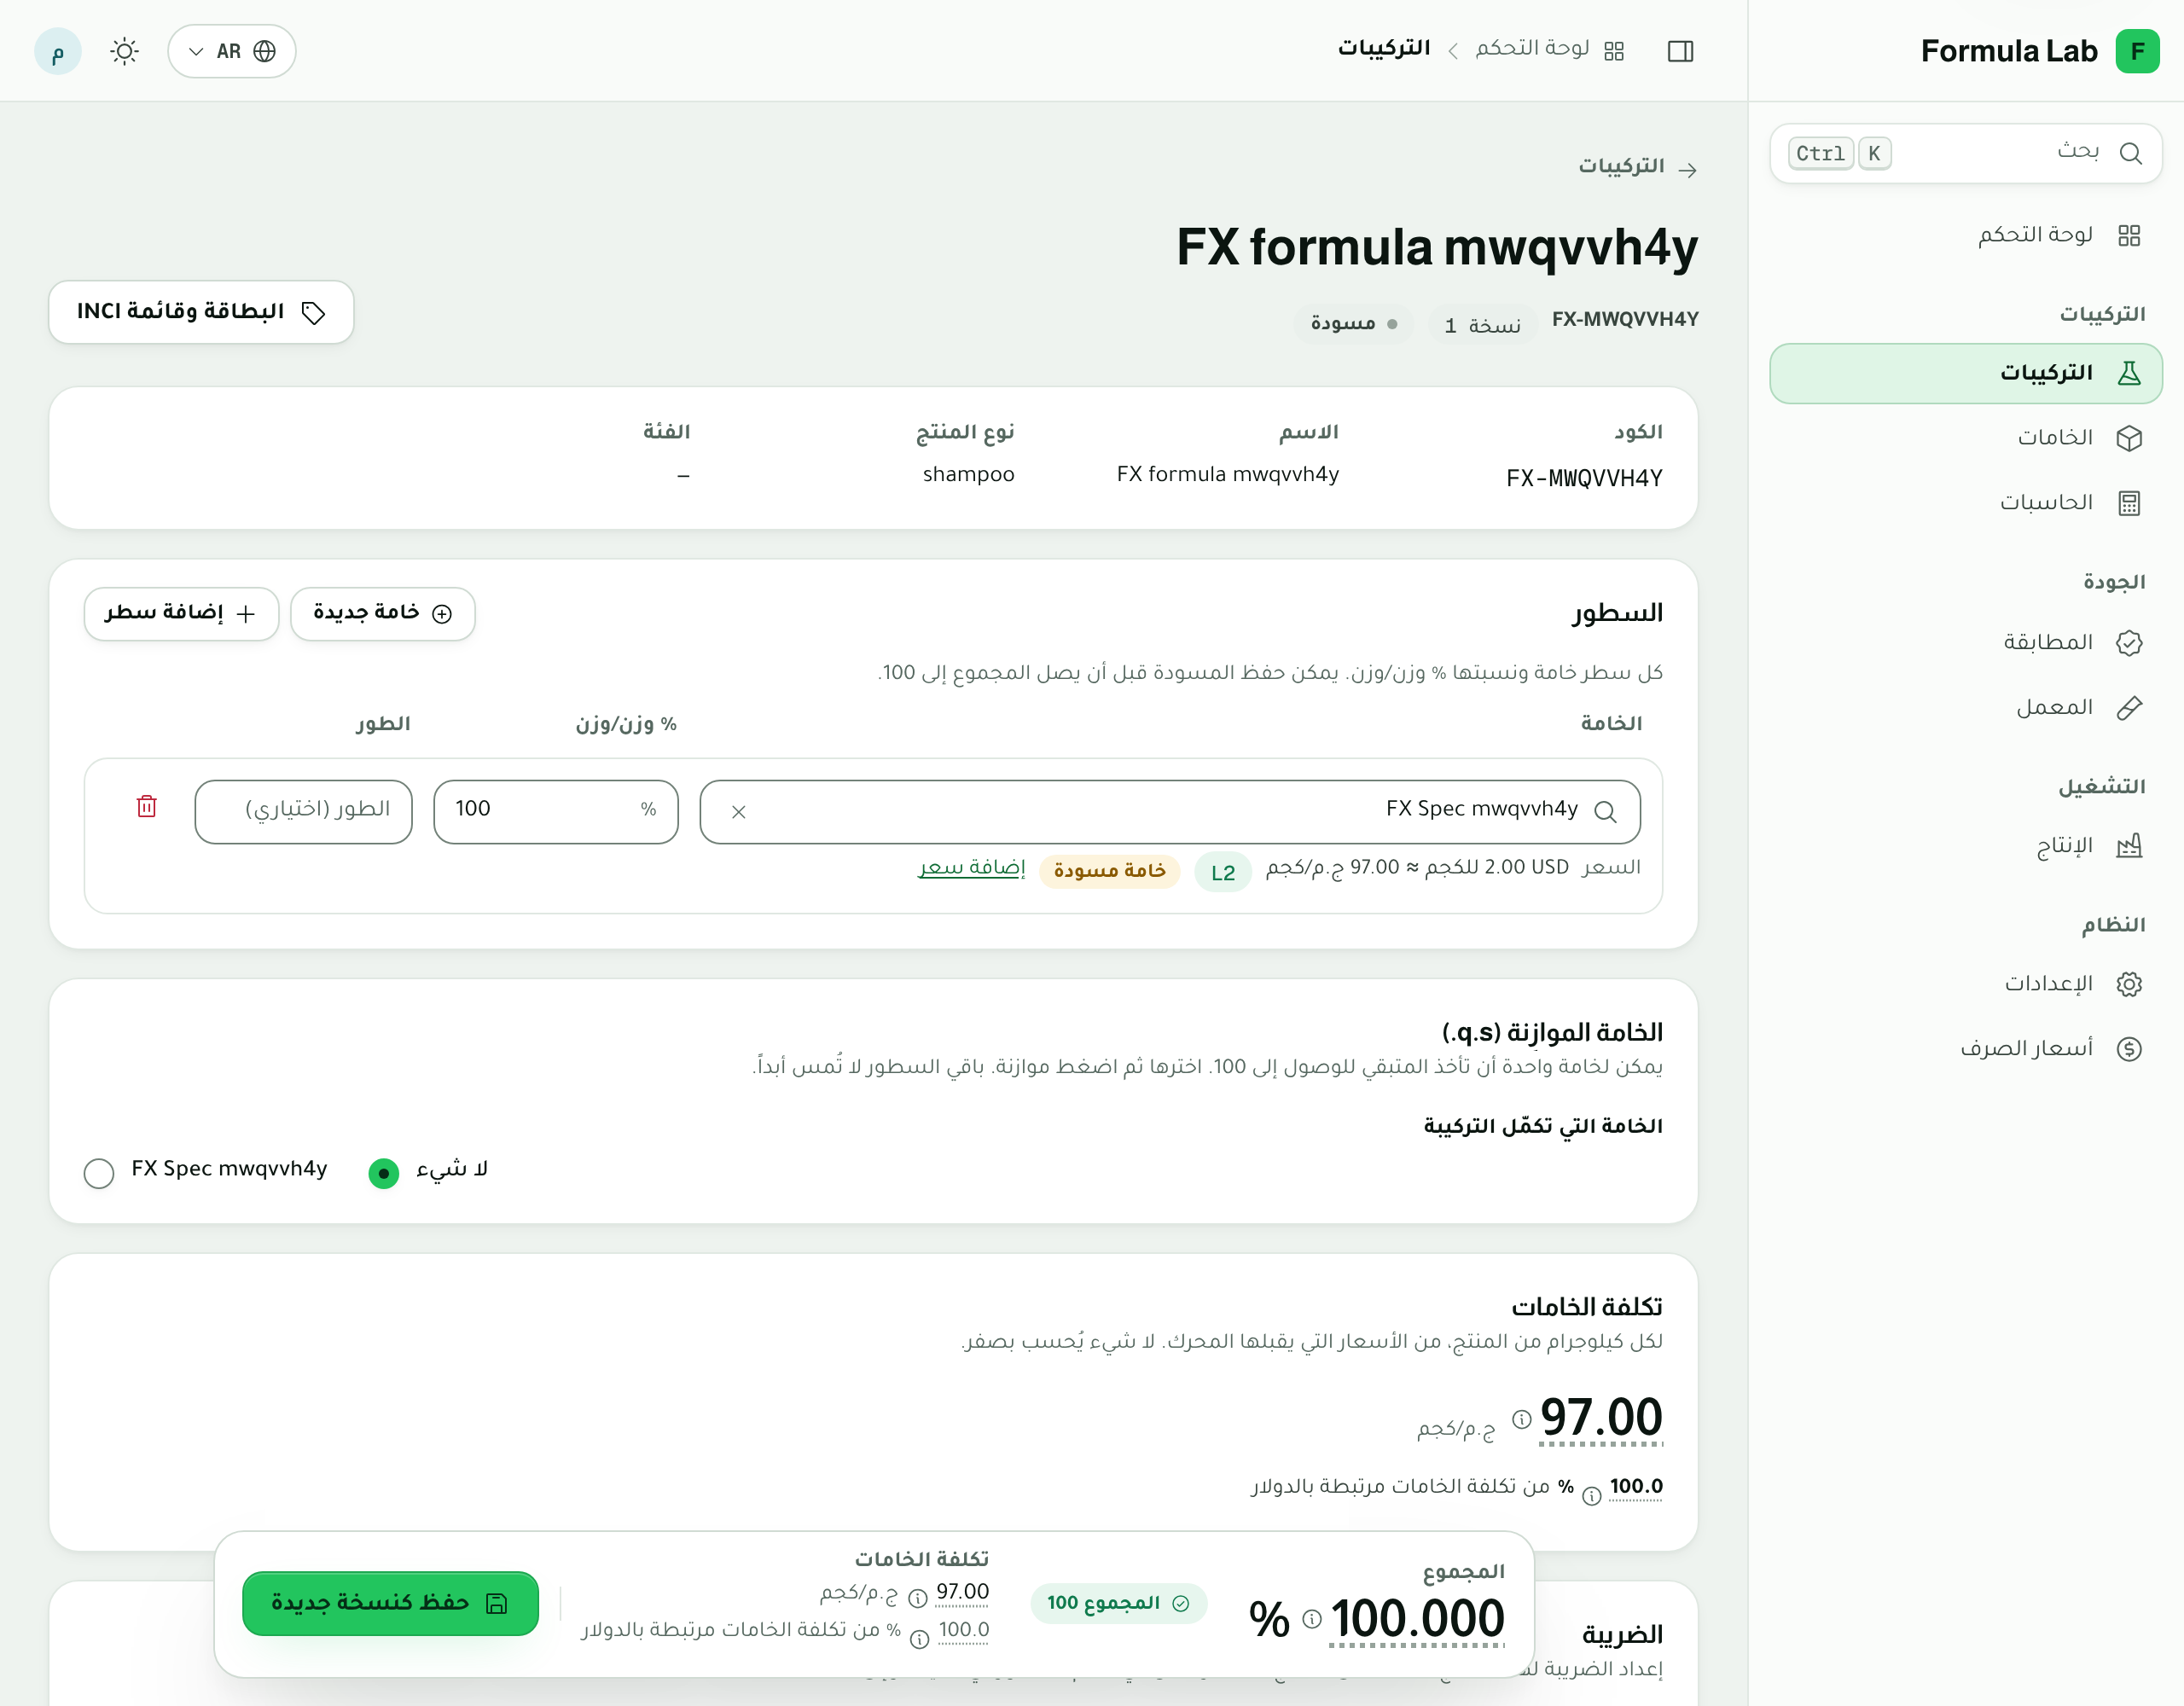 Formula Lab
F
بحث
Ctrl K
لوحة التحكم
التركيبات
التركيبات
الخامات
الحاسبات
الجودة
المطابقة
المعمل
التشغيل
الإنتاج
النظام
الإعدادات
أسعار الصرف
لوحة التحكم
التركيبات
AR
م
التركيبات
FX formula mwqvvh4y
FX-MWQVVH4Y
نسخة 1
مسودة
البطاقة وقائمة INCI
الكود
الاسم
نوع المنتج
الفئة
FX-MWQVVH4Y
FX formula mwqvvh4y
shampoo
–
السطور
خامة جديدة
إضافة سطر
كل سطر خامة ونسبتها % وزن/وزن. يمكن حفظ المسودة قبل أن يصل المجموع إلى 100.
الخامة
% وزن/وزن
الطور
FX Spec mwqvvh4y
%
100
الطور (اختياري)
السعر 2.00 USD للكجم ≈ 97.00 ج.م/كجم
L2
خامة مسودة
إضافة سعر
الخامة الموازِنة (q.s.)
يمكن لخامة واحدة أن تأخذ المتبقي للوصول إلى 100. اخترها ثم اضغط موازنة. باقي السطور لا تُمس أبداً.
الخامة التي تكمّل التركيبة
لا شيء
FX Spec mwqvvh4y
تكلفة الخامات
لكل كيلوجرام من المنتج، من الأسعار التي يقبلها المحرك. لا شيء يُحسب بصفر.
97.00 ج.م/كجم
100.0 % من تكلفة الخامات مرتبطة بالدولار
المجموع
100.000 %
المجموع 100
تكلفة الخامات
97.00 ج.م/كجم
100.0 % من تكلفة الخامات مرتبطة بالدولار
حفظ كنسخة جديدة
الضريبة
إعداد الضريبة